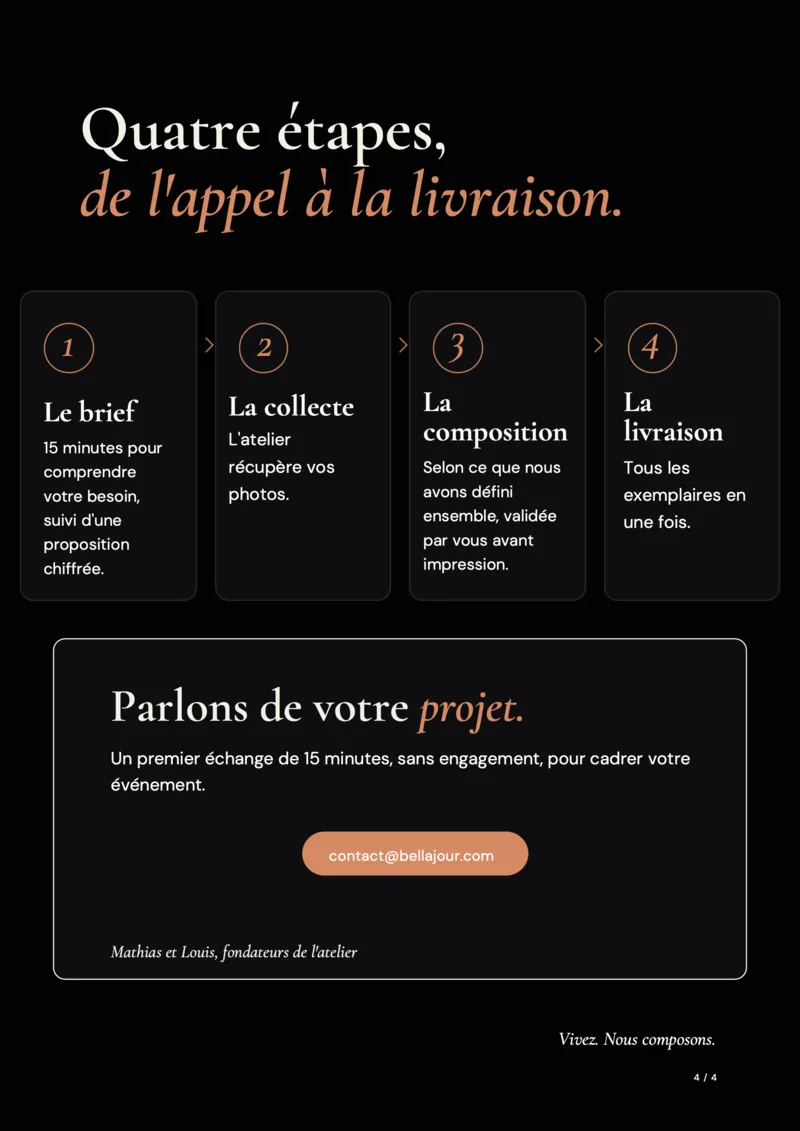 Quatre étapes,
de l'appel à la livraison.
1
Le brief
15 minutes pour
comprendre
votre besoin,
suivi d'une
proposition
chiffrée.
2
La collecte
L'atelier
récupère vos
photos.
3
La
composition
Selon ce que nous
avons défini
ensemble, validée
par vous avant
impression.
4
La
livraison
Tous les
exemplaires en
une fois.
Parlons de votre projet.
Un premier échange de 15 minutes, sans engagement, pour cadrer votre
événement.
contact@bellajour.com
Mathias et Louis, fondateurs de l'atelier
Vivez. Nous composons.
4 / 4